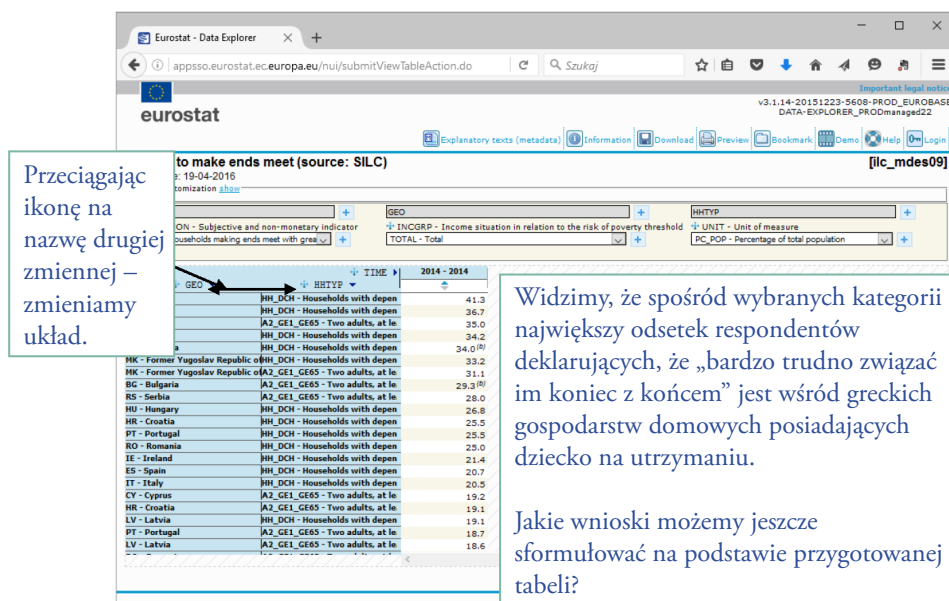 Eurostat - Data Explorer
appsso.eurostat.ec.europa.eu/nui/submitViewTableAction.do
Szukaj
Important legal notice
v3.1.14-20151223-5608-PROD_EUROBASE
DATA-EXPLORER_PRODmanaged22
eurostat
Explanatory texts (metadata) Information Download Preview Bookmark Demo Help Login
to make ends meet (source: SILC) [ilc_mdes09]
: 19-04-2016
show
GEO HHTYP
ON - Subjective and non-monetary indicator INCGRP - Income situation in relation to the risk of poverty threshold UNIT - Unit of measure
ouseholds making ends meet with grea TOTAL - Total PC_POP - Percentage of total population
Przeciągając
ikonę na
nazwę drugiej
zmiennej –
zmieniamy
układ.
TIME 2014 - 2014
GEO HHTYP
HH_DCH - Households with depen 41.3
HH_DCH - Households with depen 36.7
A2_GE1_GE65 - Two adults, at le 35.0
HH_DCH - Households with depen 34.2
a HH_DCH - Households with depen 34.0 (B)
MK - Former Yugoslav Republic of HH_DCH - Households with depen 33.2
MK - Former Yugoslav Republic of A2_GE1_GE65 - Two adults, at le 31.1
BG - Bulgaria A2_GE1_GE65 - Two adults, at le 29.3 (B)
RS - Serbia A2_GE1_GE65 - Two adults, at le 28.0
HU - Hungary HH_DCH - Households with depen 26.8
HR - Croatia HH_DCH - Households with depen 25.5
PT - Portugal HH_DCH - Households with depen 25.5
RO - Romania HH_DCH - Households with depen 25.0
IE - Ireland HH_DCH - Households with depen 21.4
ES - Spain HH_DCH - Households with depen 20.7
IT - Italy HH_DCH - Households with depen 20.5
CY - Cyprus A2_GE1_GE65 - Two adults, at le 19.2
HR - Croatia A2_GE1_GE65 - Two adults, at le 19.1
LV - Latvia HH_DCH - Households with depen 19.1
PT - Portugal A2_GE1_GE65 - Two adults, at le 18.7
LV - Latvia A2_GE1_GE65 - Two adults, at le 18.6
Widzimy, że spośród wybranych kategorii
największy odsetek respondentów
deklarujących, że „bardzo trudno związać
im koniec z końcem” jest wśród greckich
gospodarstw domowych posiadających
dziecko na utrzymaniu.
Jakie wnioski możemy jeszcze
sformułować na podstawie przygotowanej
tabeli?